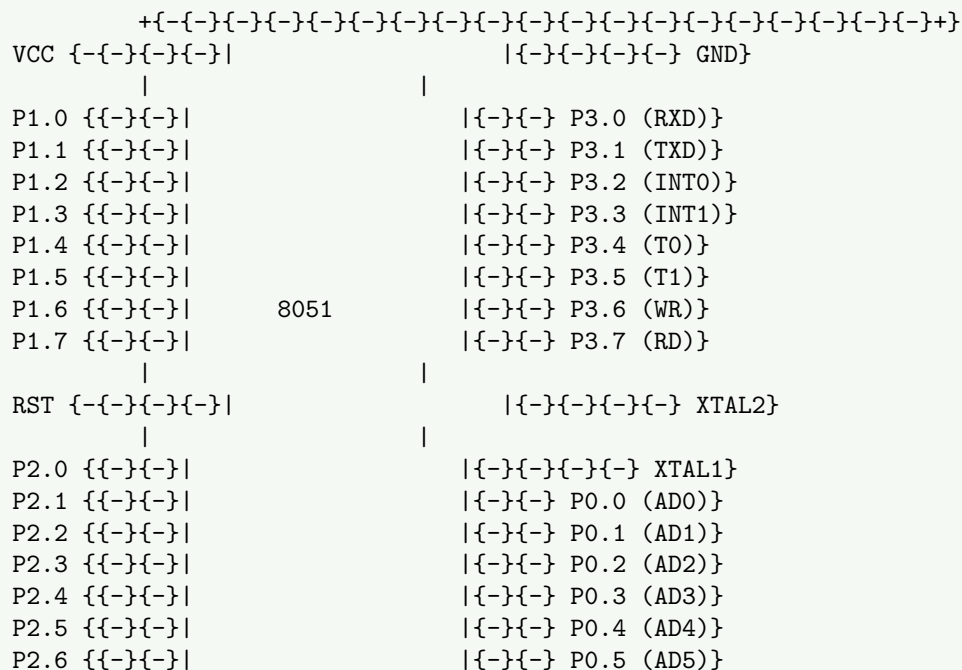 +{-{-}{-}{-}{-}{-}{-}{-}{-}{-}{-}{-}{-}{-}{-}{-}{-}{-}{-}+}
VCC {-{-}{-}{-}| |{-}{-}{-}{-} GND}
| |
P1.0 {{-}{-}| |{-}{-} P3.0 (RXD)}
P1.1 {{-}{-}| |{-}{-} P3.1 (TXD)}
P1.2 {{-}{-}| |{-}{-} P3.2 (INT0)}
P1.3 {{-}{-}| |{-}{-} P3.3 (INT1)}
P1.4 {{-}{-}| |{-}{-} P3.4 (T0)}
P1.5 {{-}{-}| |{-}{-} P3.5 (T1)}
P1.6 {{-}{-}| 8051 |{-}{-} P3.6 (WR)}
P1.7 {{-}{-}| |{-}{-} P3.7 (RD)}
| |
RST {-{-}{-}{-}| |{-}{-}{-}{-} XTAL2}
| |
P2.0 {{-}{-}| |{-}{-}{-}{-} XTAL1}
P2.1 {{-}{-}| |{-}{-} P0.0 (AD0)}
P2.2 {{-}{-}| |{-}{-} P0.1 (AD1)}
P2.3 {{-}{-}| |{-}{-} P0.2 (AD2)}
P2.4 {{-}{-}| |{-}{-} P0.3 (AD3)}
P2.5 {{-}{-}| |{-}{-} P0.4 (AD4)}
P2.6 {{-}{-}| |{-}{-} P0.5 (AD5)}